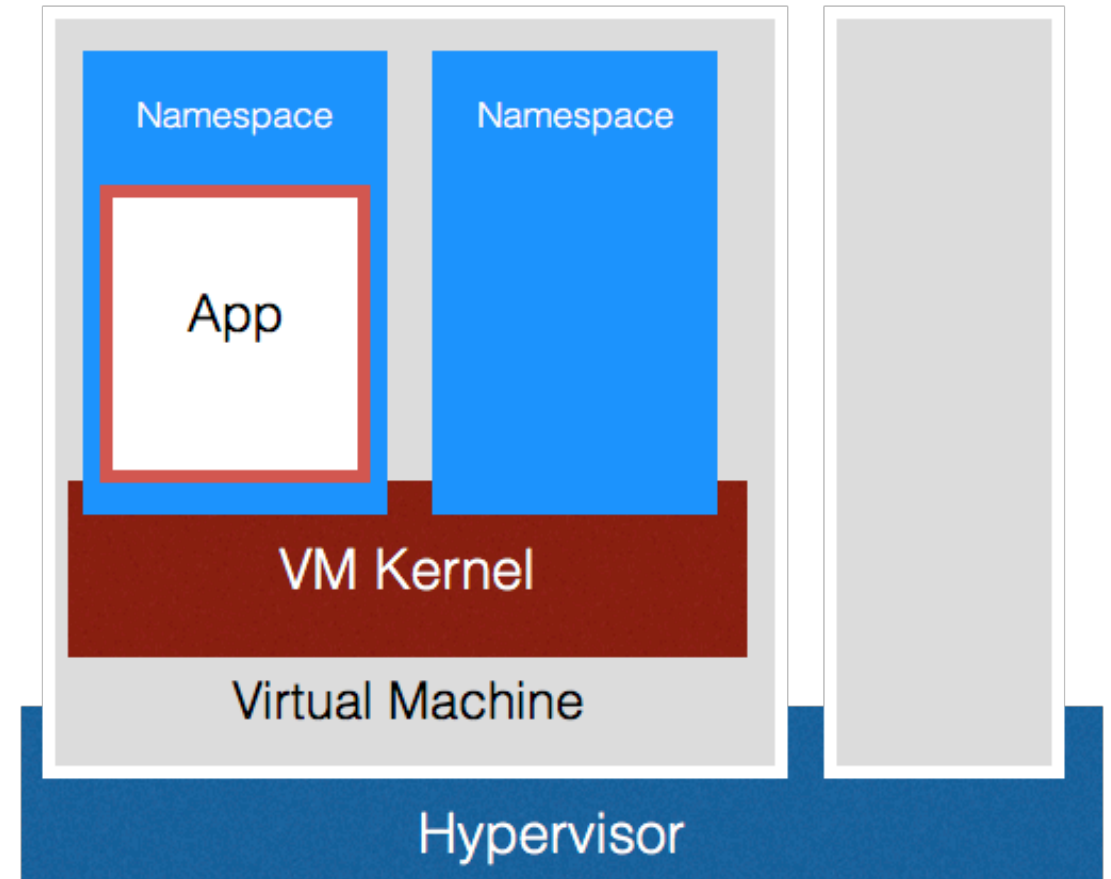 Namespace
Namespace
App
VM Kernel
Virtual Machine
Hypervisor